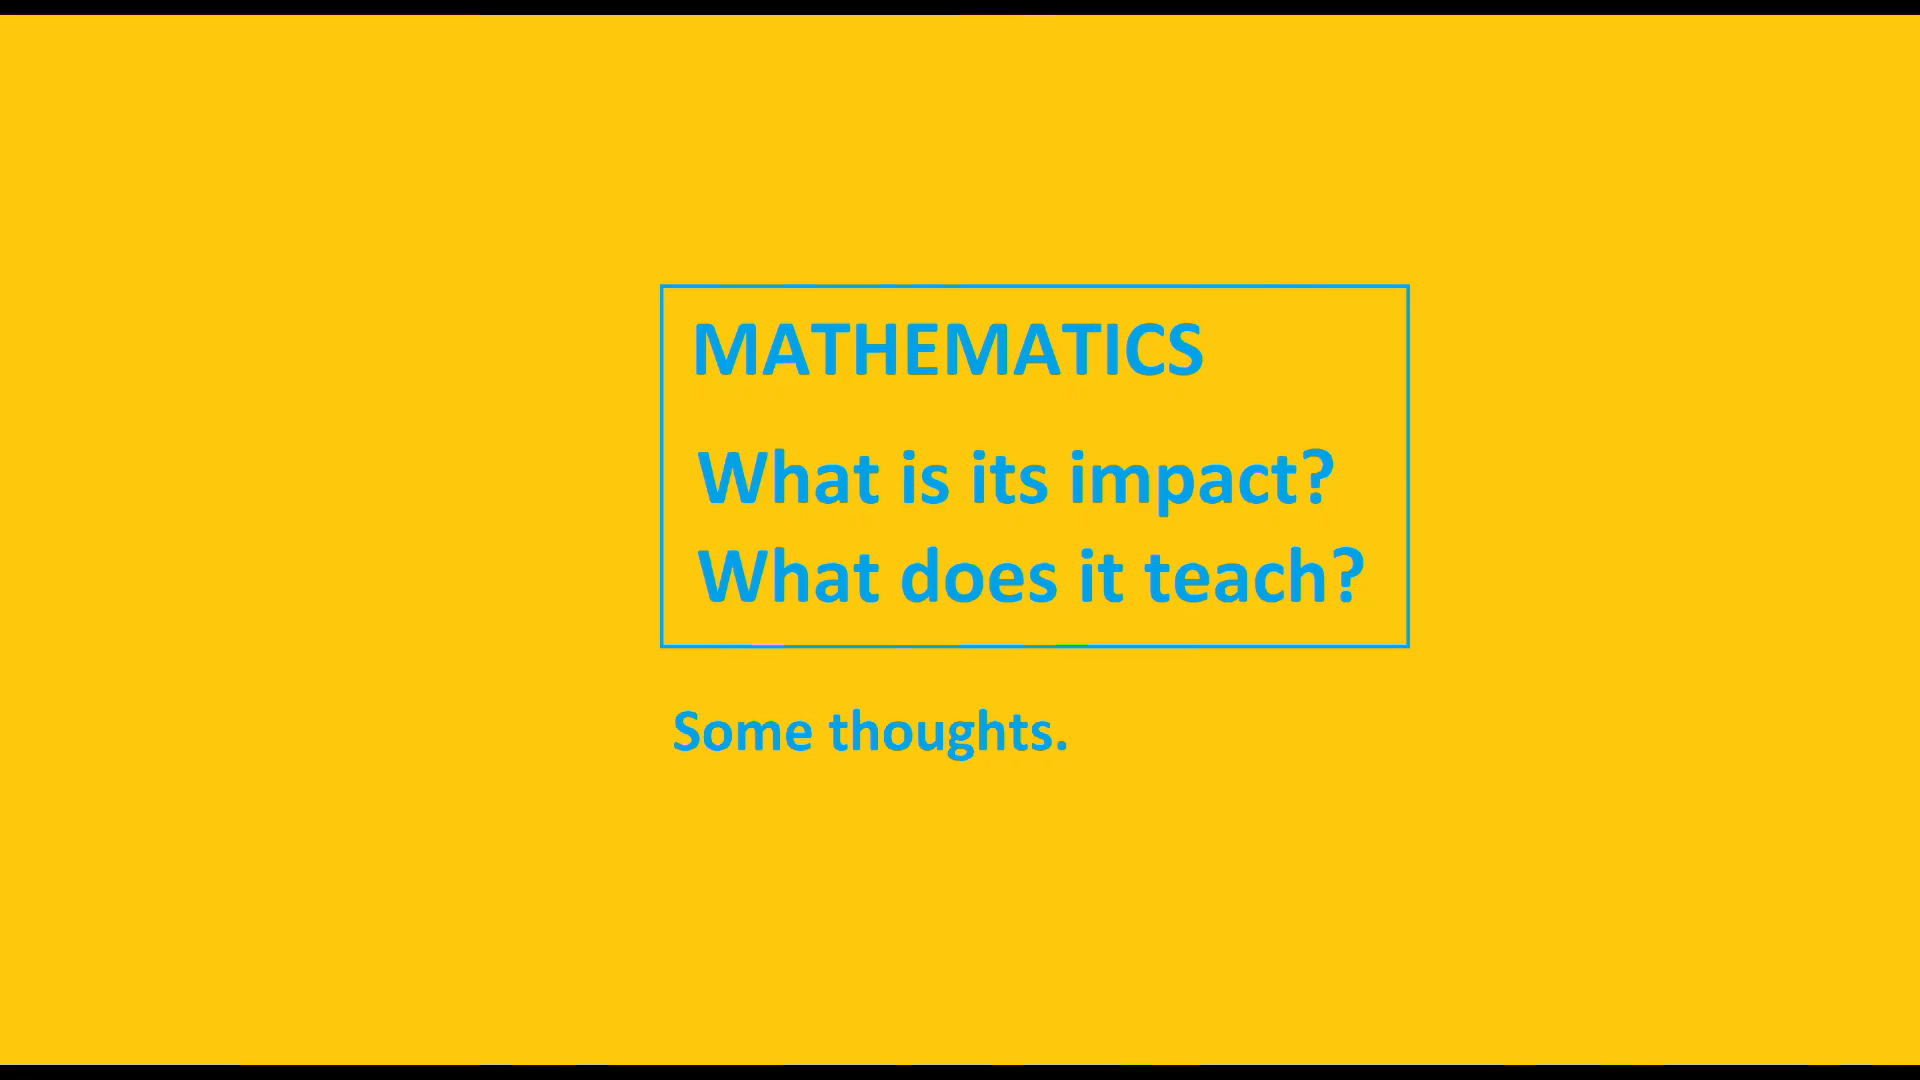 MATHEMATICS
What is its impact?
What does it teach?
Some thoughts.